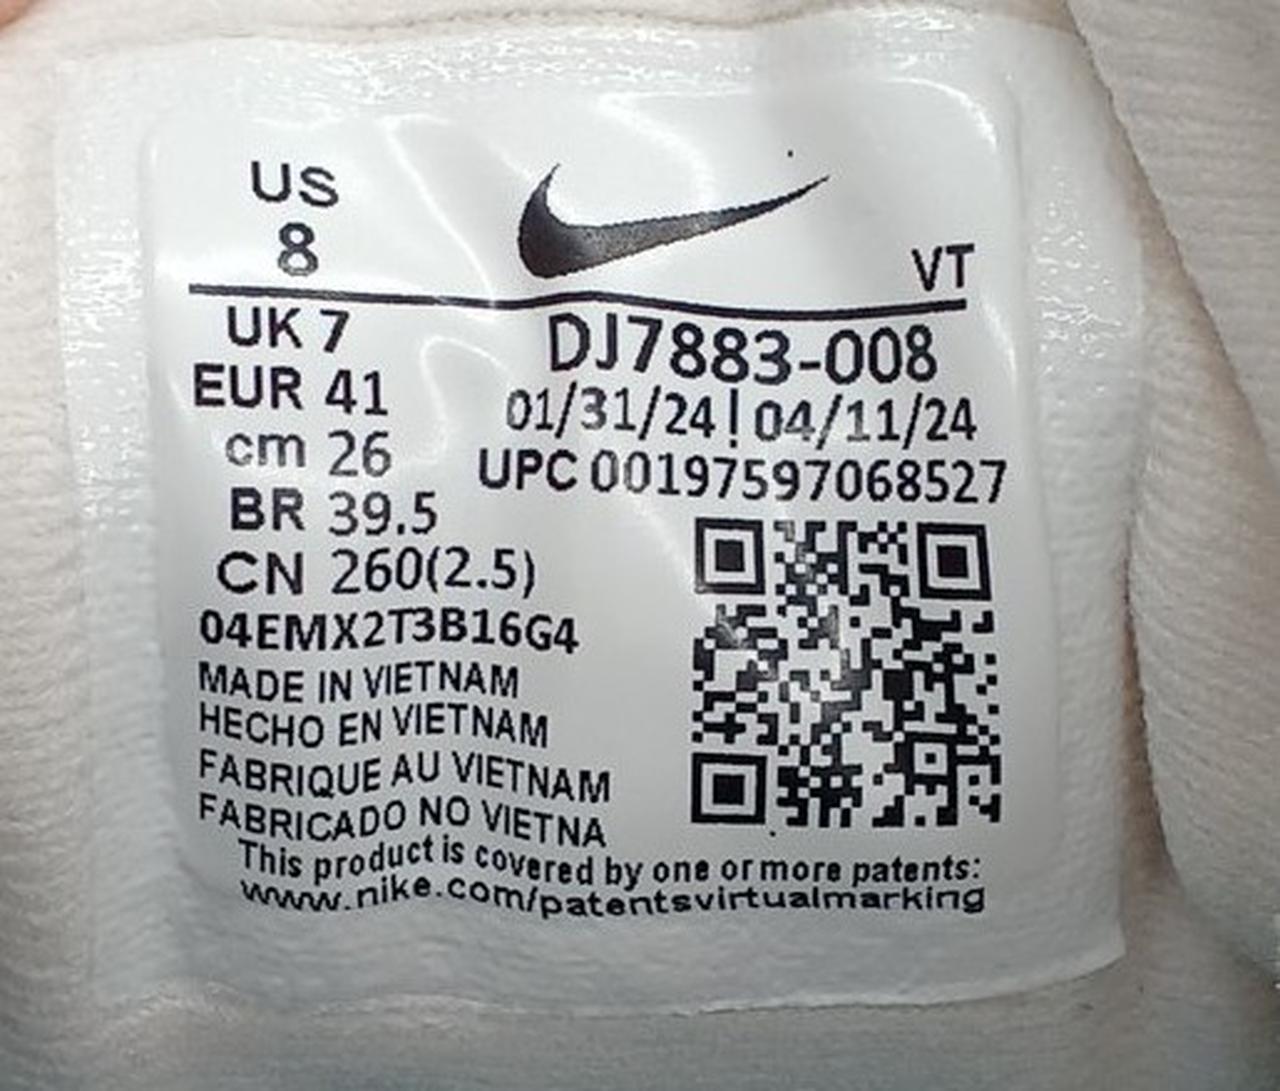 US
8
VT
UK 7
EUR 41
cm 26
BR 39.5
CN 260(2.5)
DJ7883-008
01/31/24 | 04/11/24
UPC 00197597068527
04EMX2T3B16G4
MADE IN VIETNAM
HECHO EN VIETNAM
FABRIQUE AU VIETNAM
FABRICADO NO VIETNA
This product is covered by one or more patents:
www.nike.com/patentsvirtualmarking